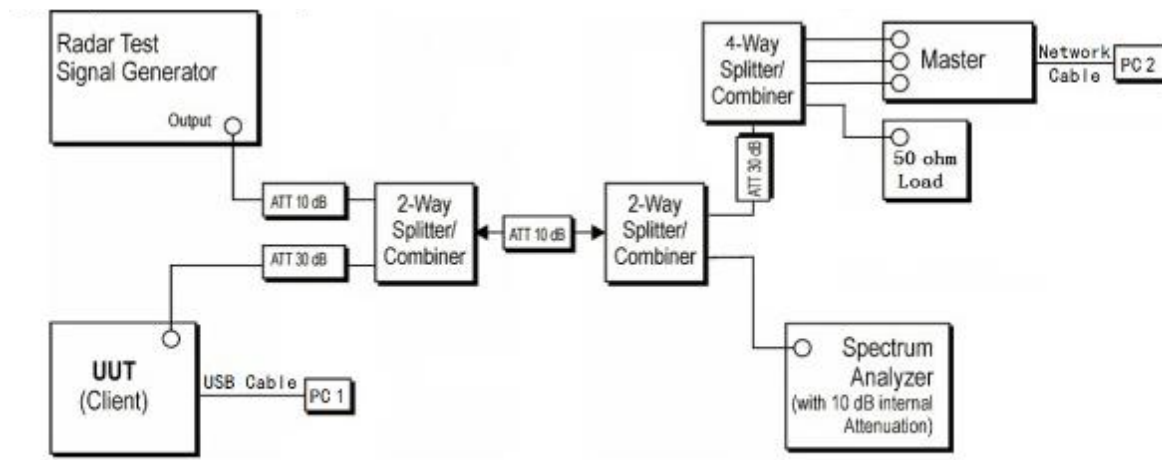 Radar Test
Signal Generator
Output
ATT 10 dB
2-Way
Splitter/
Combiner
ATT 30 dB
ATT 10 dB
2-Way
Splitter/
Combiner
4-Way
Splitter/
Combiner
ATT 30 dB
Master
Network
Cable
PC 2
50 ohm
Load
UUT
(Client)
USB Cable
PC 1
Spectrum
Analyzer
(with 10 dB internal
Attenuation)